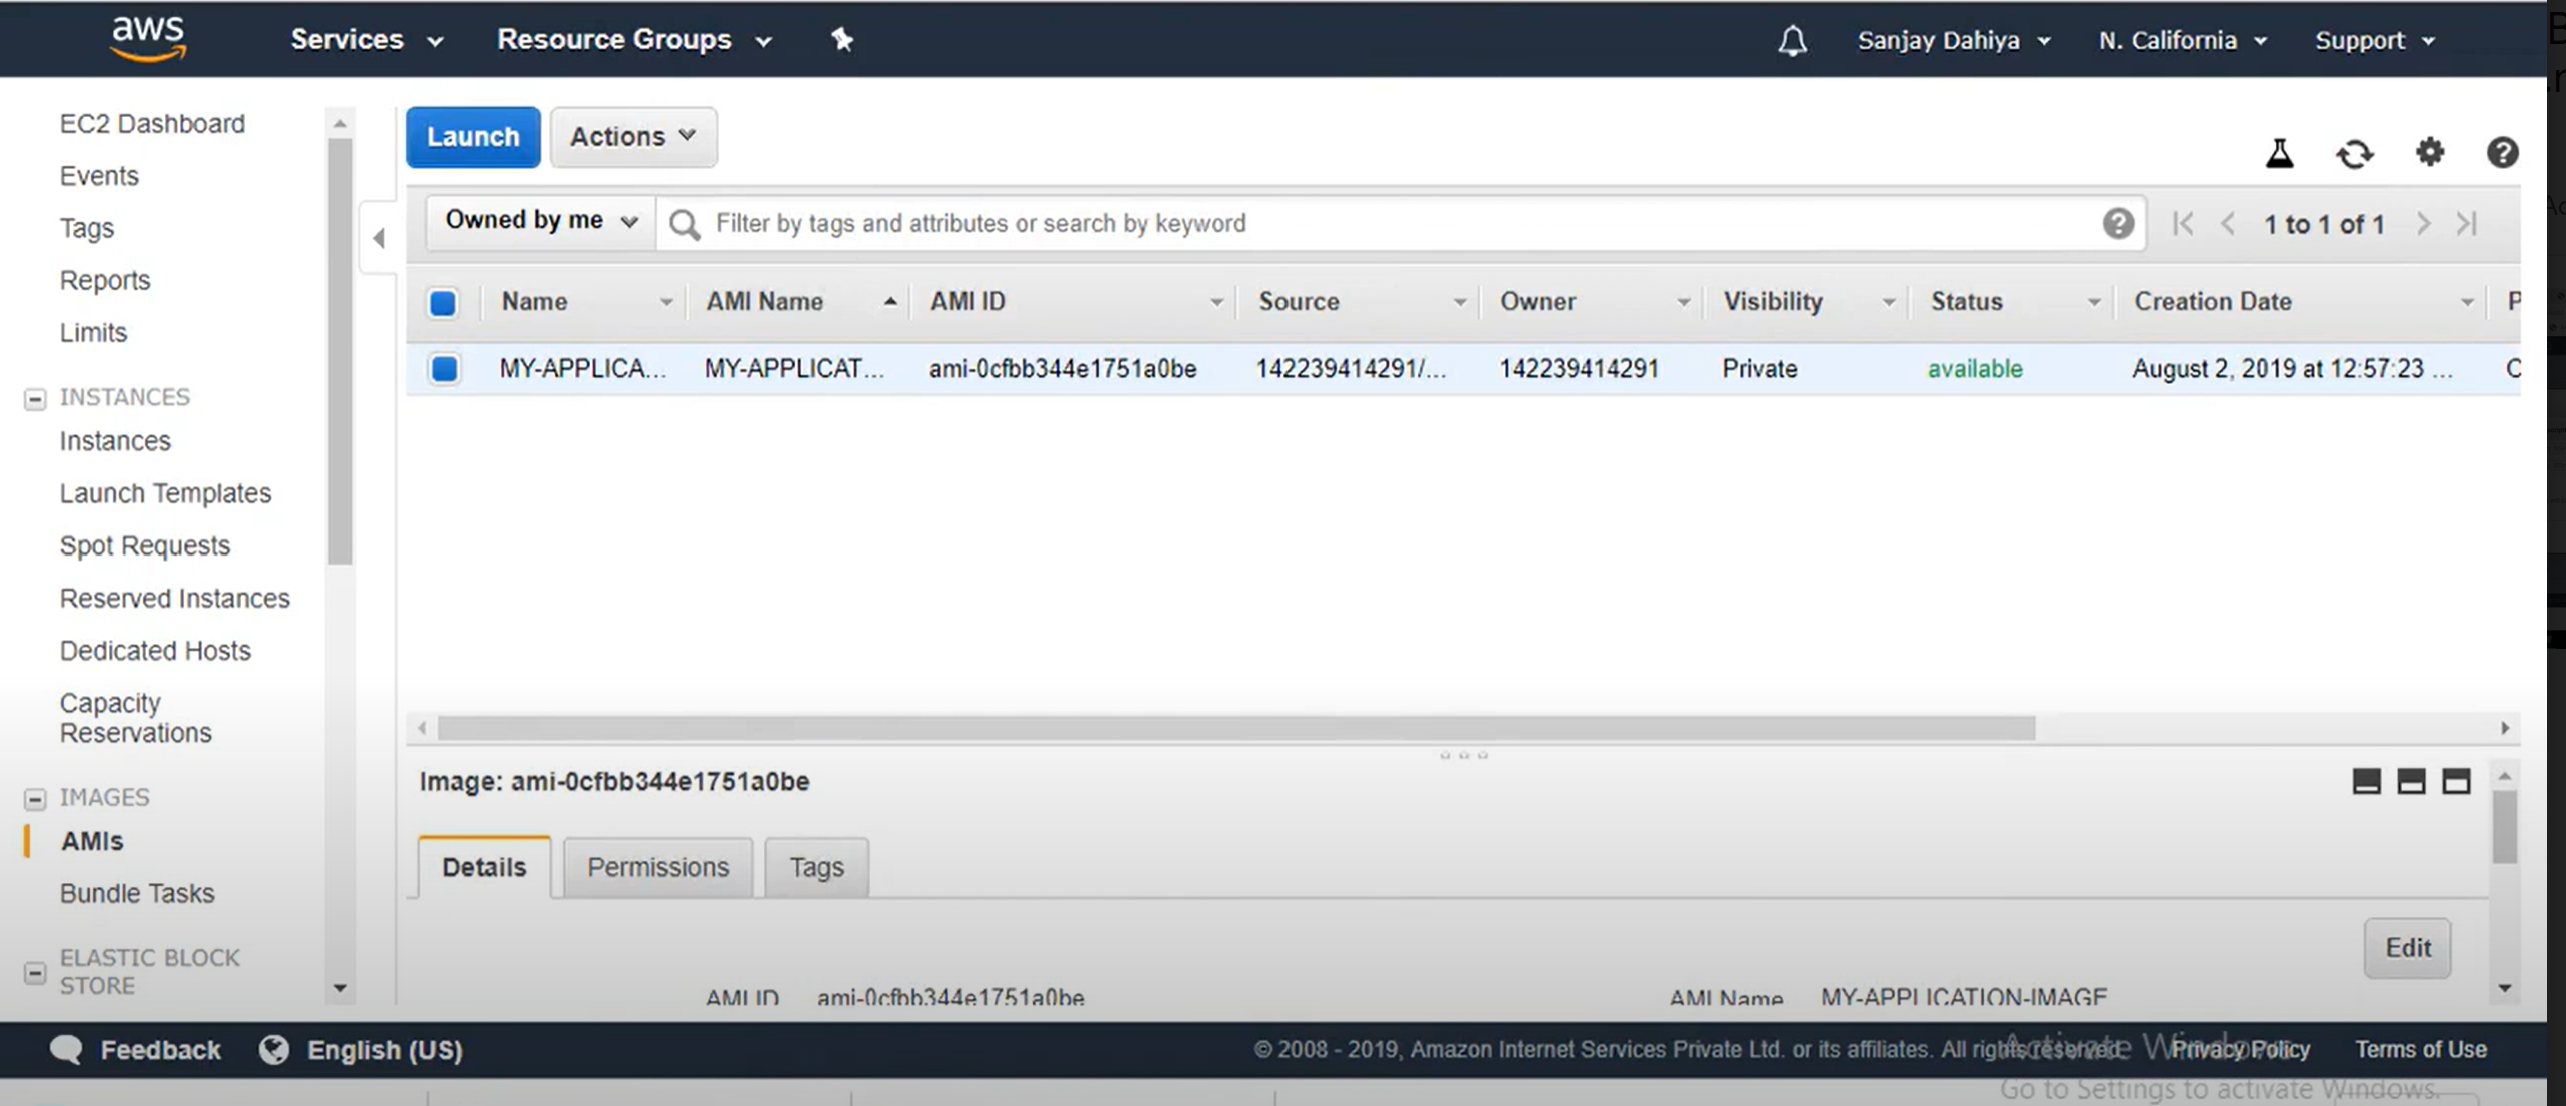 aws Services Resource Groups Sanjay Dahiya N. California Support
EC2 Dashboard
Events
Tags
Reports
Limits
INSTANCES
Instances
Launch Templates
Spot Requests
Reserved Instances
Dedicated Hosts
Capacity
Reservations
IMAGES
AMIs
Bundle Tasks
ELASTIC BLOCK
STORE
Launch Actions
Owned by me Filter by tags and attributes or search by keyword 1 to 1 of 1
Name AMI Name AMI ID Source Owner Visibility Status Creation Date
MY-APPLICA... MY-APPLICAT... ami-0cfbb344e1751a0be 142239414291/... 142239414291 Private available August 2, 2019 at 12:57:23 ...
Image: ami-0cfbb344e1751a0be
Details Permissions Tags
Edit
AMI ID ami-0cfbb344e1751a0be AMI Name MY-APPLICATION-IMAGE
Feedback English (US) © 2008 - 2019, Amazon Internet Services Private Ltd. or its affiliates. All rights reserved. Privacy Policy Terms of Use
Activate Windows
Go to Settings to activate Windows.